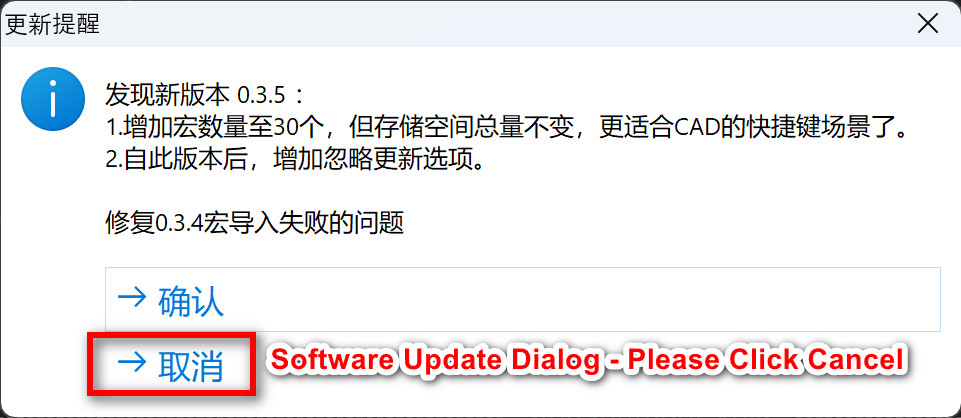 更新提醒
发现新版本 0.3.5 ：
1.增加宏数量至30个，但存储空间总量不变，更适合CAD的快捷键场景了。
2.自此版本后，增加忽略更新选项。
修复0.3.4宏导入失败的问题
→ 确认
→ 取消
Software Update Dialog - Please Click Cancel